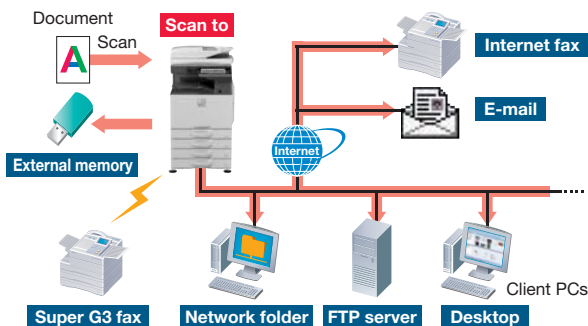 Document
Scan
A
Scan to
Internet fax
E-mail
External memory
Internet
Super G3 fax
Network folder
FTP server
Desktop
Client PCs